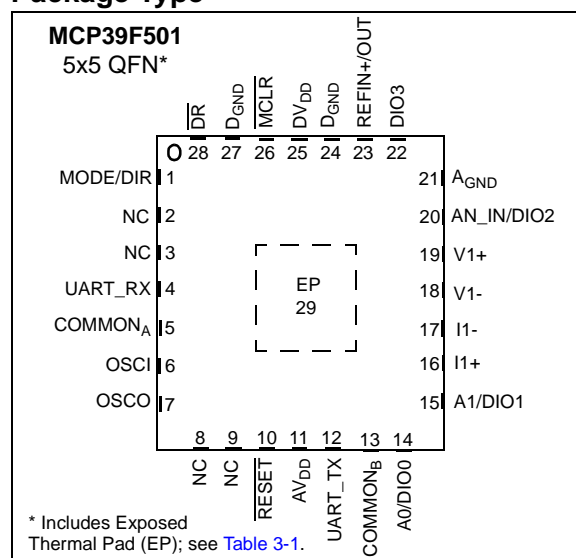 Package Type
MCP39F501
5x5 QFN*
DR
DGND
MCLR
DVDD
DGND
REFIN+/OUT
DIO3
28 27 26 25 24 23 22
MODE/DIR 1
NC 2
NC 3
UART_RX 4
COMMONA 5
OSCI 6
OSCO 7
21 AGND
20 AN_IN/DIO2
19 V1+
18 V1-
17 I1-
16 I1+
15 A1/DIO1
EP
29
8 9 10 11 12 13 14
NC
NC
RESET
AVDD
UART_TX
COMMONB
A0/DIO0
* Includes Exposed
Thermal Pad (EP); see Table 3-1.